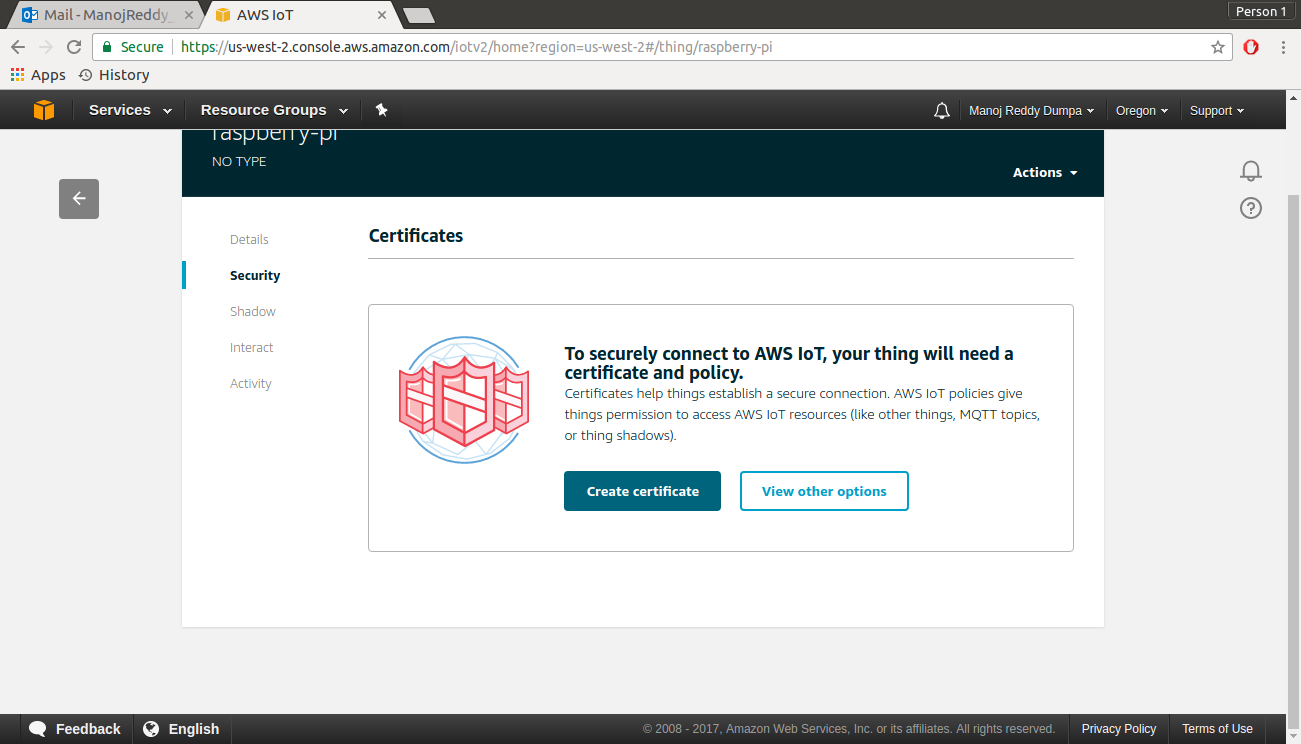 Mail - ManojReddy_
AWS IoT
Person 1
Secure https://us-west-2.console.aws.amazon.com/iotv2/home?region=us-west-2#/thing/raspberry-pi
Apps History
Services Resource Groups Manoj Reddy Dumpa Oregon Support
raspberry-pi
NO TYPE
Actions
Details
Security
Shadow
Interact
Activity
Certificates
To securely connect to AWS IoT, your thing will need a
certificate and policy.
Certificates help things establish a secure connection. AWS IoT policies give
things permission to access AWS IoT resources (like other things, MQTT topics,
or thing shadows).
Create certificate View other options
Feedback English © 2008 - 2017, Amazon Web Services, Inc. or its affiliates. All rights reserved. Privacy Policy Terms of Use